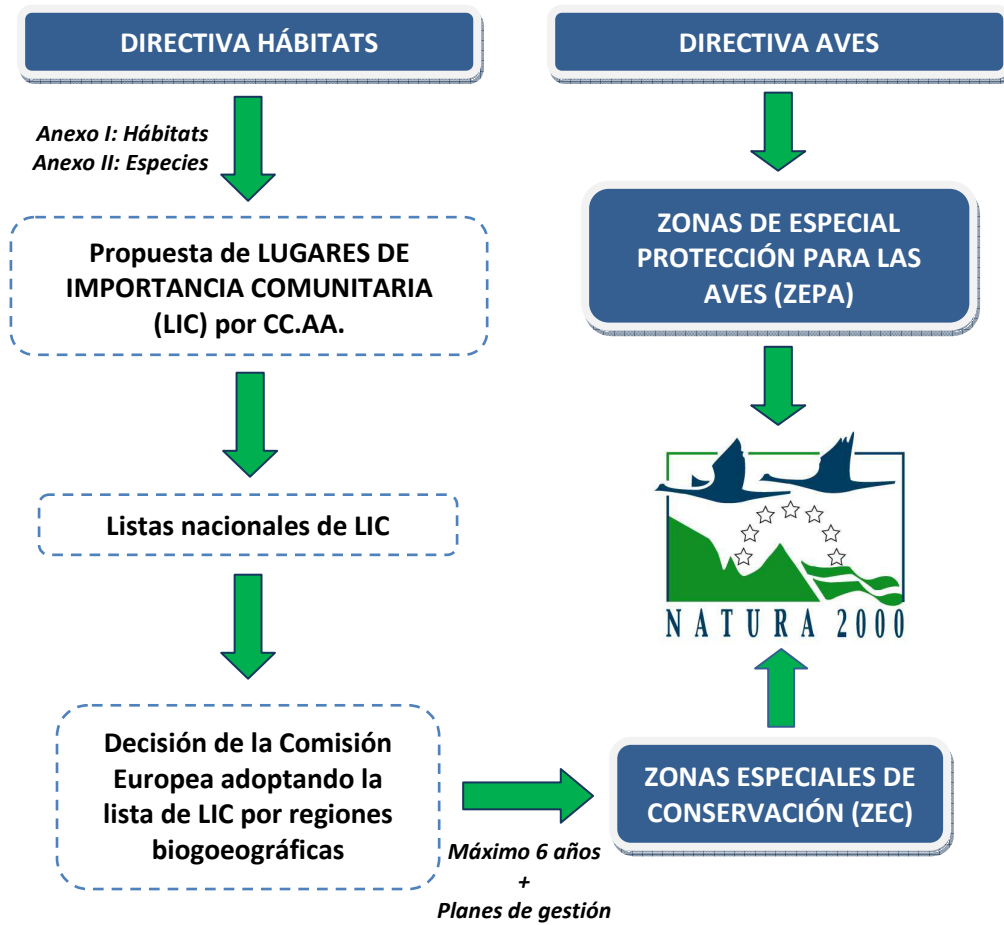 DIRECTIVA HÁBITATS
DIRECTIVA AVES
Anexo I: Hábitats
Anexo II: Especies
Propuesta de LUGARES DE
IMPORTANCIA COMUNITARIA
(LIC) por CC.AA.
ZONAS DE ESPECIAL
PROTECCIÓN PARA LAS
AVES (ZEPA)
Listas nacionales de LIC
NATURA 2000
Decisión de la Comisión
Europea adoptando la
lista de LIC por regiones
biogoeográficas
Máximo 6 años
+
Planes de gestión
ZONAS ESPECIALES DE
CONSERVACIÓN (ZEC)